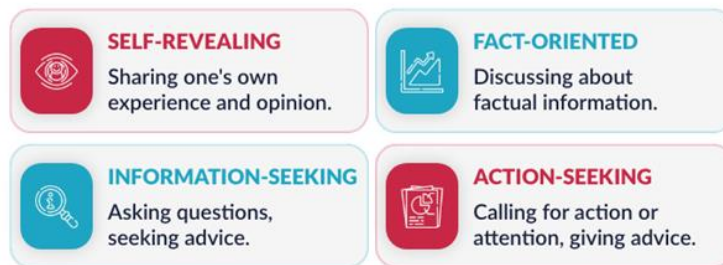 SELF-REVEALING
Sharing one's own
experience and opinion.
FACT-ORIENTED
Discussing about
factual information.
INFORMATION-SEEKING
Asking questions,
seeking advice.
ACTION-SEEKING
Calling for action or
attention, giving advice.